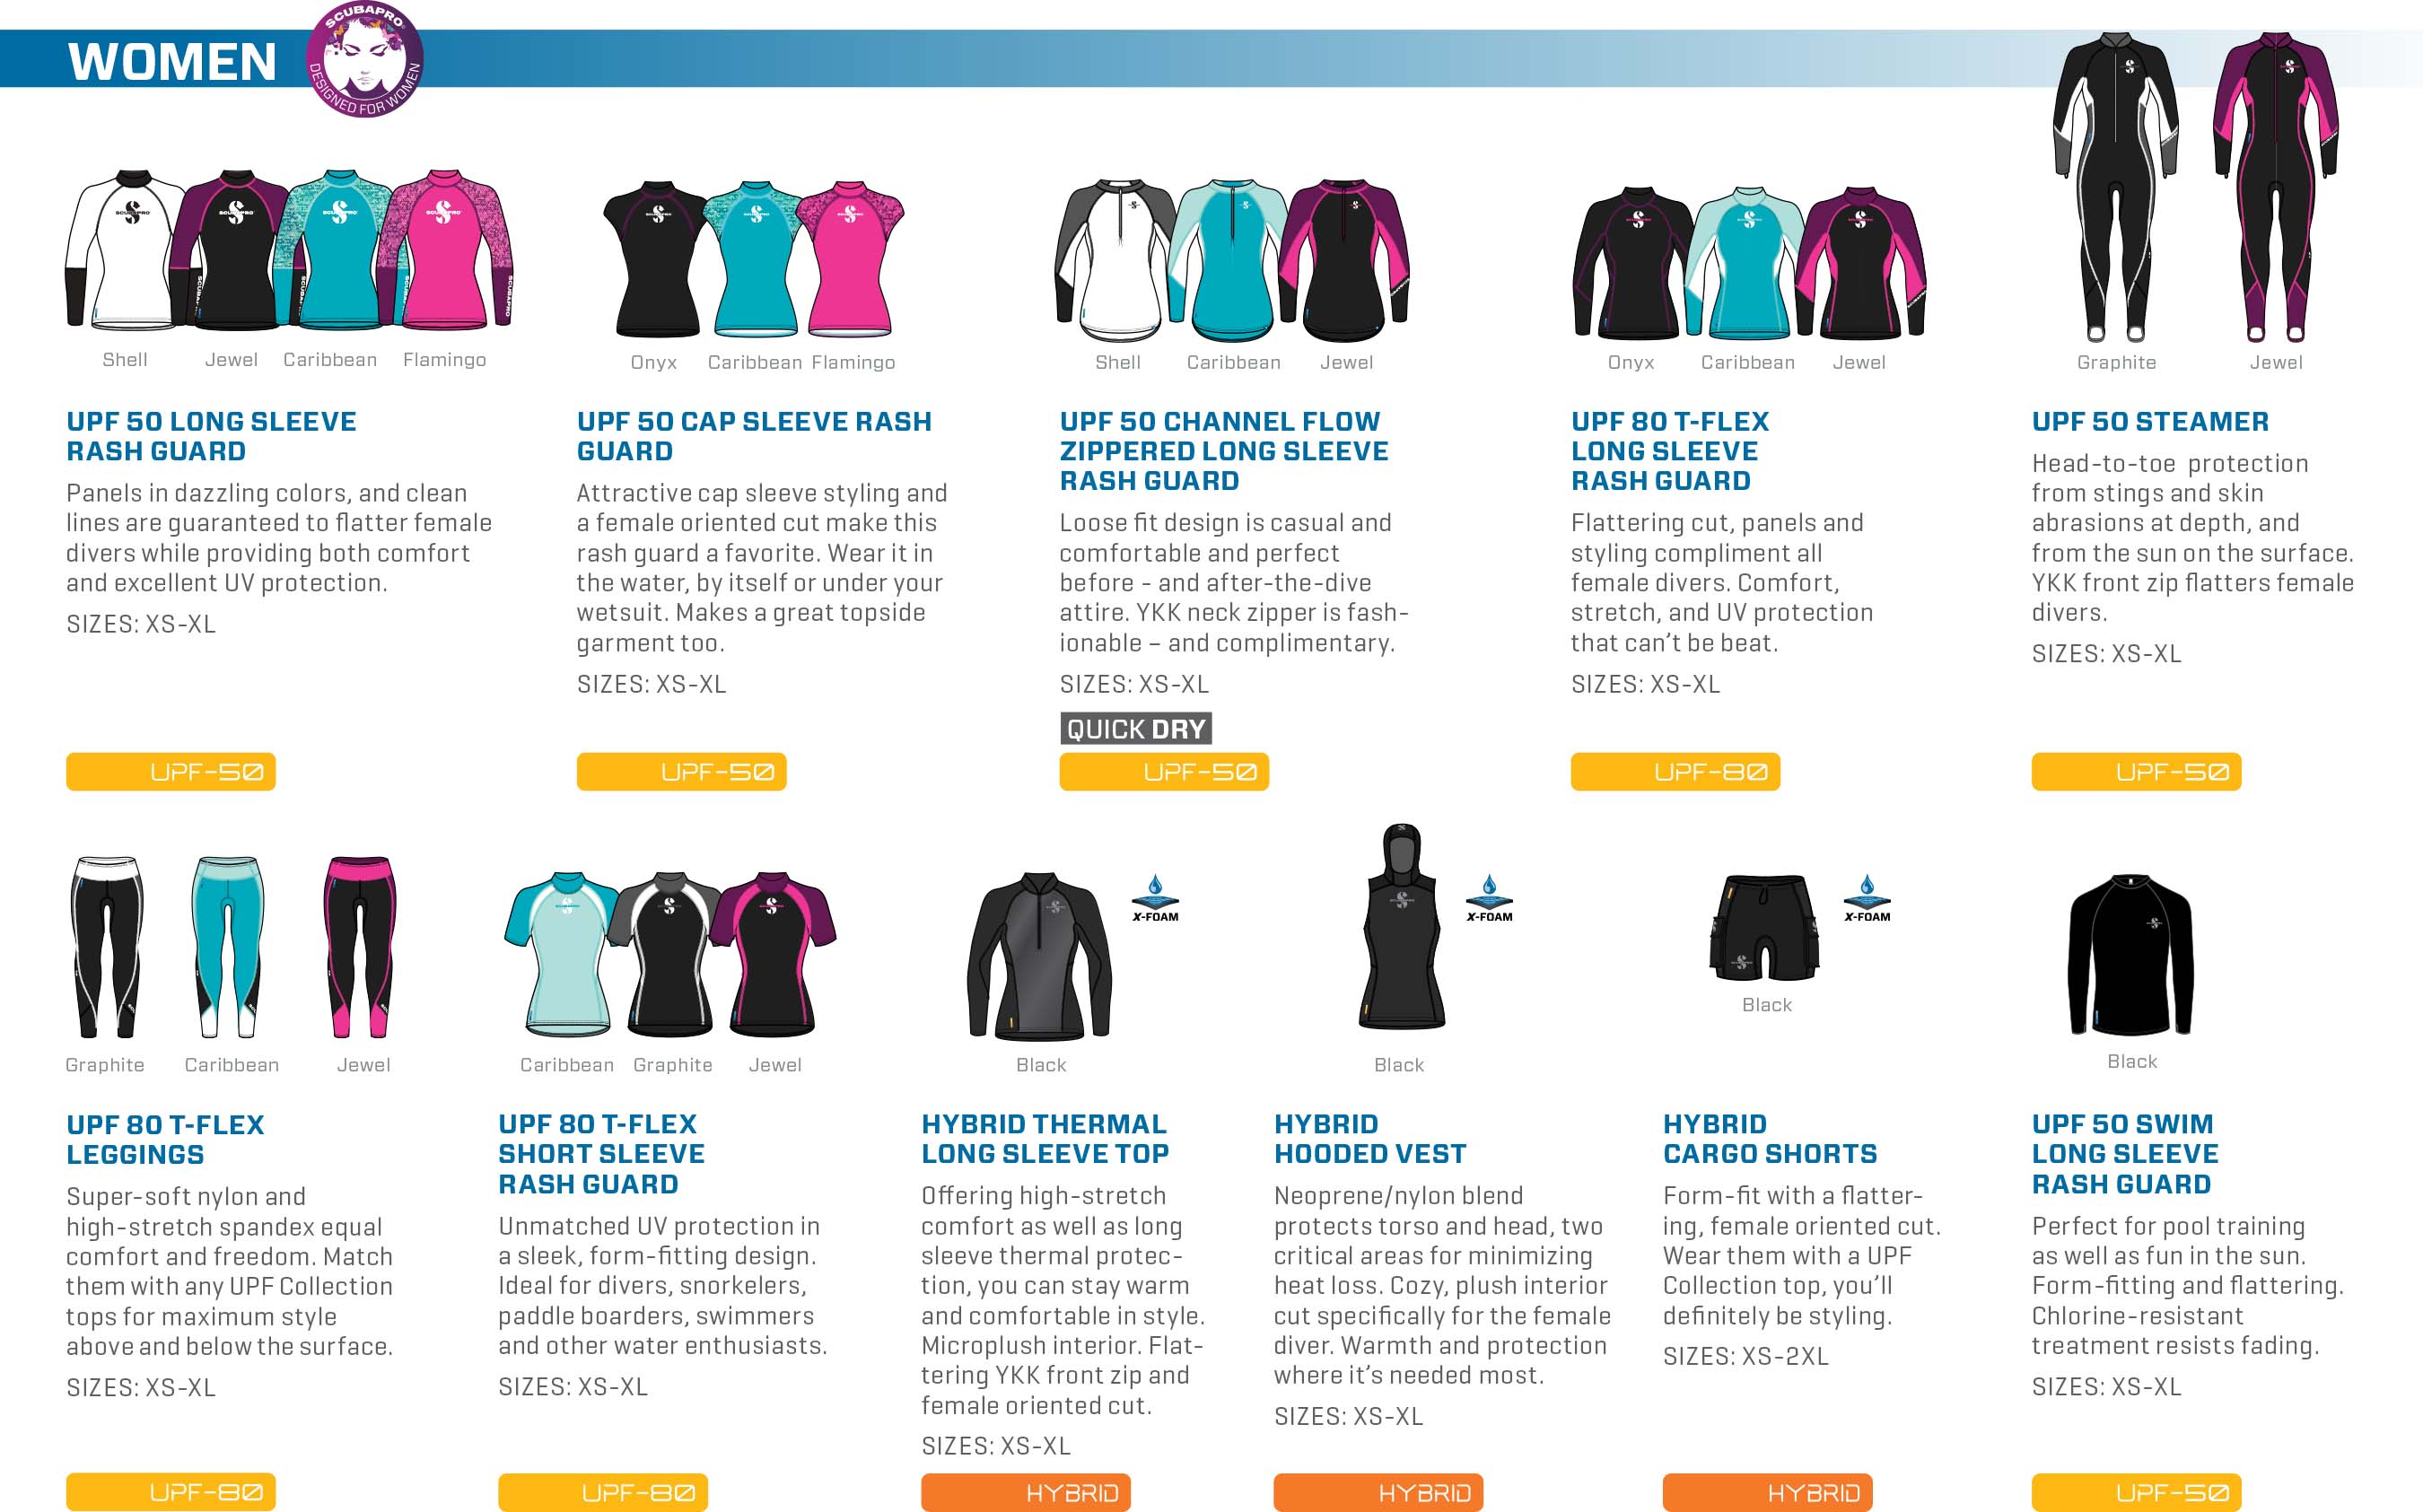 WOMEN
SCUBAPRO
DESIGNED FOR WOMEN
Shell Jewel Caribbean Flamingo
UPF 50 LONG SLEEVE
RASH GUARD
Panels in dazzling colors, and clean
lines are guaranteed to flatter female
divers while providing both comfort
and excellent UV protection.
SIZES: XS-XL
UPF-50
Onyx Caribbean Flamingo
UPF 50 CAP SLEEVE RASH
GUARD
Attractive cap sleeve styling and
a female oriented cut make this
rash guard a favorite. Wear it in
the water, by itself or under your
wetsuit. Makes a great topside
garment too.
SIZES: XS-XL
UPF-50
Shell Caribbean Jewel
UPF 50 CHANNEL FLOW
ZIPPERED LONG SLEEVE
RASH GUARD
Loose fit design is casual and
comfortable and perfect
before - and after-the-dive
attire. YKK neck zipper is fash-
ionable – and complimentary.
SIZES: XS-XL
QUICK DRY
UPF-50
Onyx Caribbean Jewel
UPF 80 T-FLEX
LONG SLEEVE
RASH GUARD
Flattering cut, panels and
styling compliment all
female divers. Comfort,
stretch, and UV protection
that can't be beat.
SIZES: XS-XL
UPF-80
Graphite Jewel
UPF 50 STEAMER
Head-to-toe protection
from stings and skin
abrasions at depth, and
from the sun on the surface.
YKK front zip flatters female
divers.
SIZES: XS-XL
UPF-50
Graphite Caribbean Jewel
UPF 80 T-FLEX
LEGGINGS
Super-soft nylon and
high-stretch spandex equal
comfort and freedom. Match
them with any UPF Collection
tops for maximum style
above and below the surface.
SIZES: XS-XL
UPF-80
Caribbean Graphite Jewel
UPF 80 T-FLEX
SHORT SLEEVE
RASH GUARD
Unmatched UV protection in
a sleek, form-fitting design.
Ideal for divers, snorkelers,
paddle boarders, swimmers
and other water enthusiasts.
SIZES: XS-XL
UPF-80
X-FOAM
Black
HYBRID THERMAL
LONG SLEEVE TOP
Offering high-stretch
comfort as well as long
sleeve thermal protec-
tion, you can stay warm
and comfortable in style.
Microplush interior. Flat-
tering YKK front zip and
female oriented cut.
SIZES: XS-XL
HYBRID
X-FOAM
Black
HYBRID
HOODED VEST
Neoprene/nylon blend
protects torso and head, two
critical areas for minimizing
heat loss. Cozy, plush interior
cut specifically for the female
diver. Warmth and protection
where it's needed most.
SIZES: XS-XL
HYBRID
X-FOAM
Black
HYBRID
CARGO SHORTS
Form-fit with a flatter-
ing, female oriented cut.
Wear them with a UPF
Collection top, you'll
definitely be styling.
SIZES: XS-2XL
HYBRID
Black
UPF 50 SWIM
LONG SLEEVE
RASH GUARD
Perfect for pool training
as well as fun in the sun.
Form-fitting and flattering.
Chlorine-resistant
treatment resists fading.
SIZES: XS-XL
UPF-50